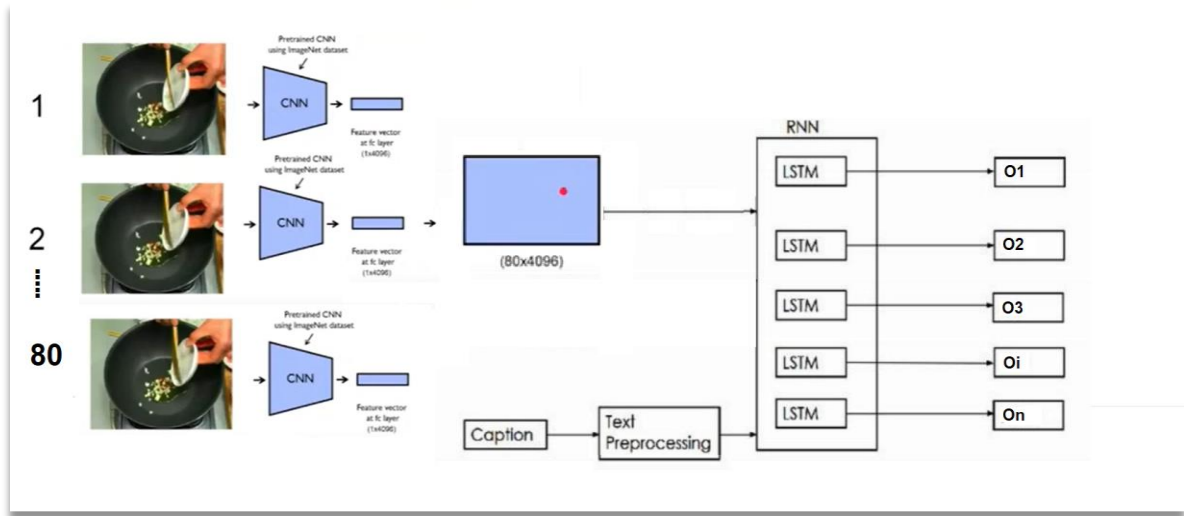 1
Pretrained CNN
using ImageNet dataset
CNN
Feature vector
at fc layer
(1x4096)
2
Pretrained CNN
using ImageNet dataset
CNN
Feature vector
at fc layer
(1x4096)
80
Pretrained CNN
using ImageNet dataset
CNN
Feature vector
at fc layer
(1x4096)
(80x4096)
Caption
Text
Preprocessing
RNN
LSTM
O1
LSTM
O2
LSTM
O3
LSTM
Oi
LSTM
On